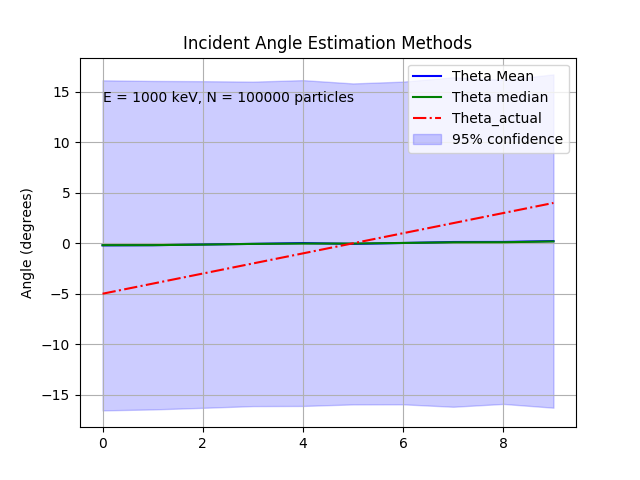 Incident Angle Estimation Methods
Angle (degrees)
15
10
5
0
−5
−10
−15
E = 1000 keV, N = 100000 particles
Theta Mean
Theta median
Theta_actual
95% confidence
0 2 4 6 8